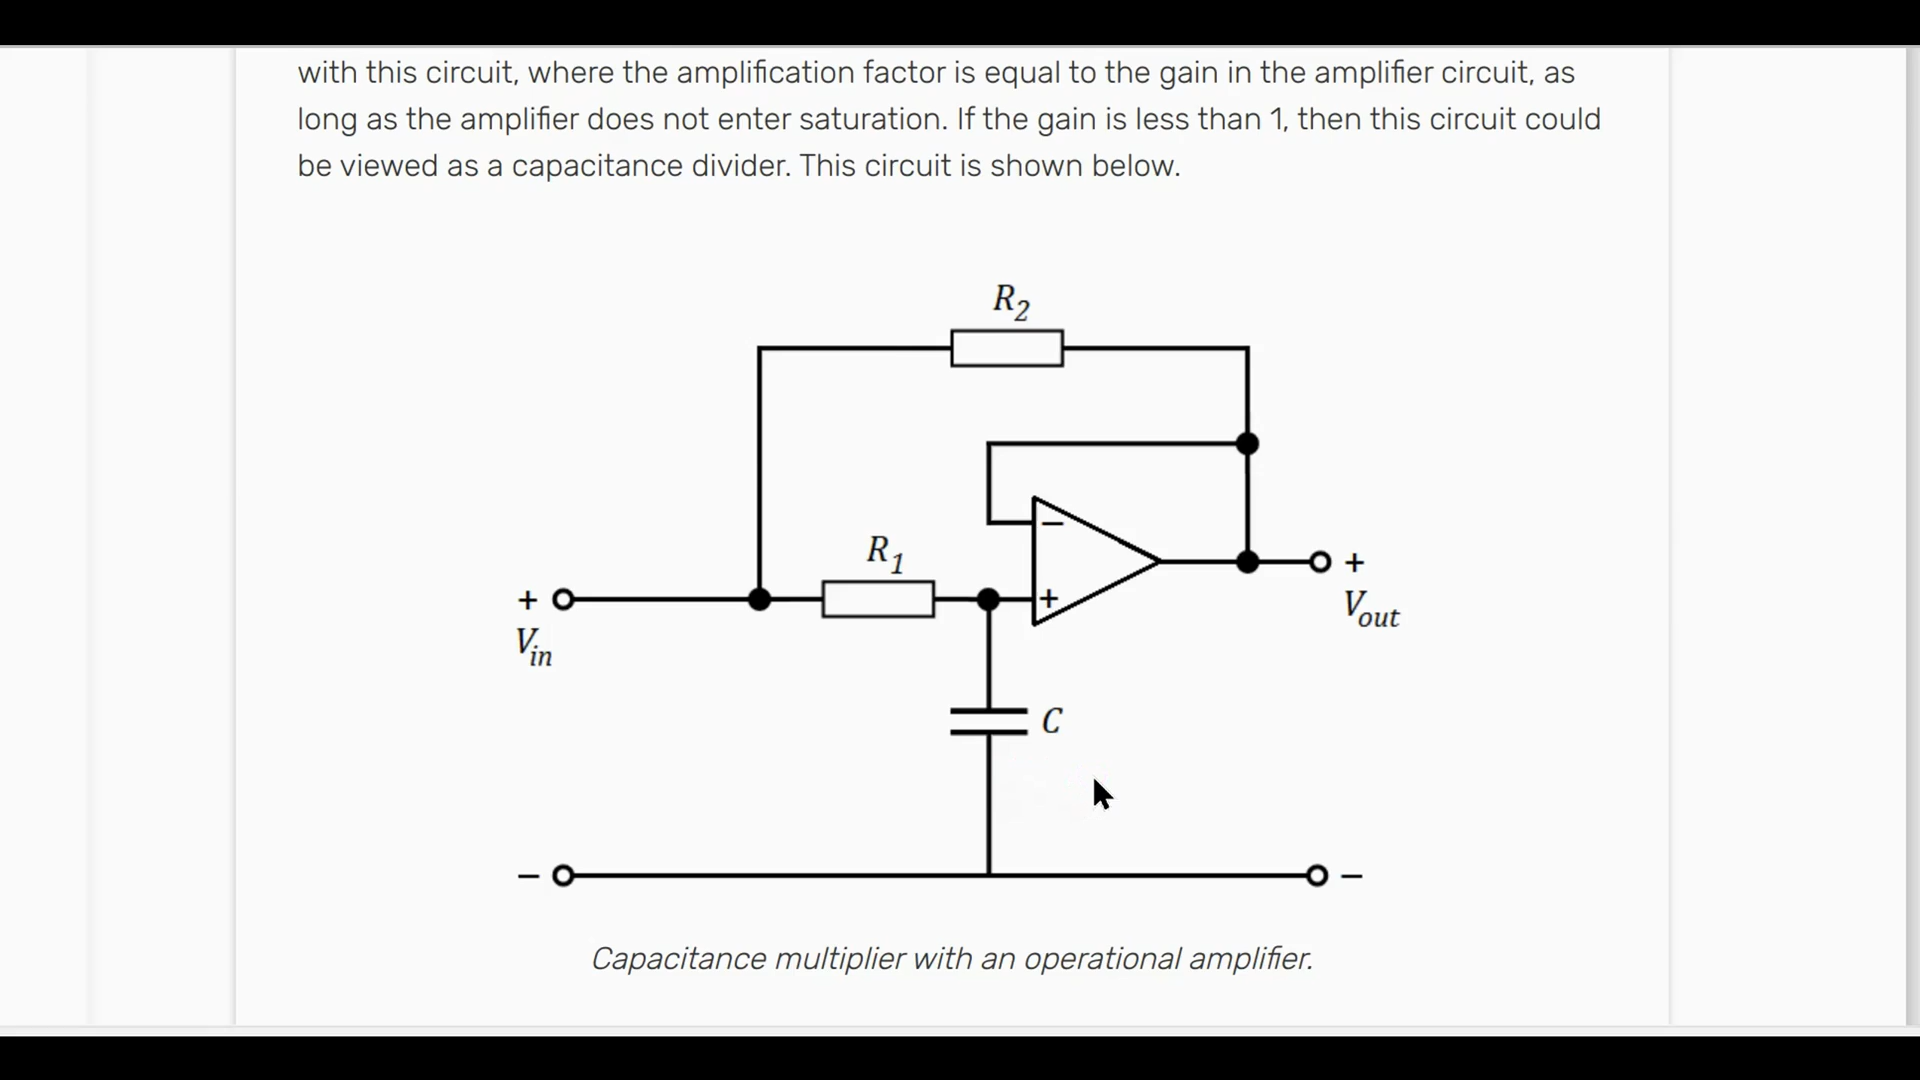 with this circuit, where the amplification factor is equal to the gain in the amplifier circuit, as
long as the amplifier does not enter saturation. If the gain is less than 1, then this circuit could
be viewed as a capacitance divider. This circuit is shown below.
R2
R1
−
+
+
Vin
+
Vout
C
−
−
Capacitance multiplier with an operational amplifier.